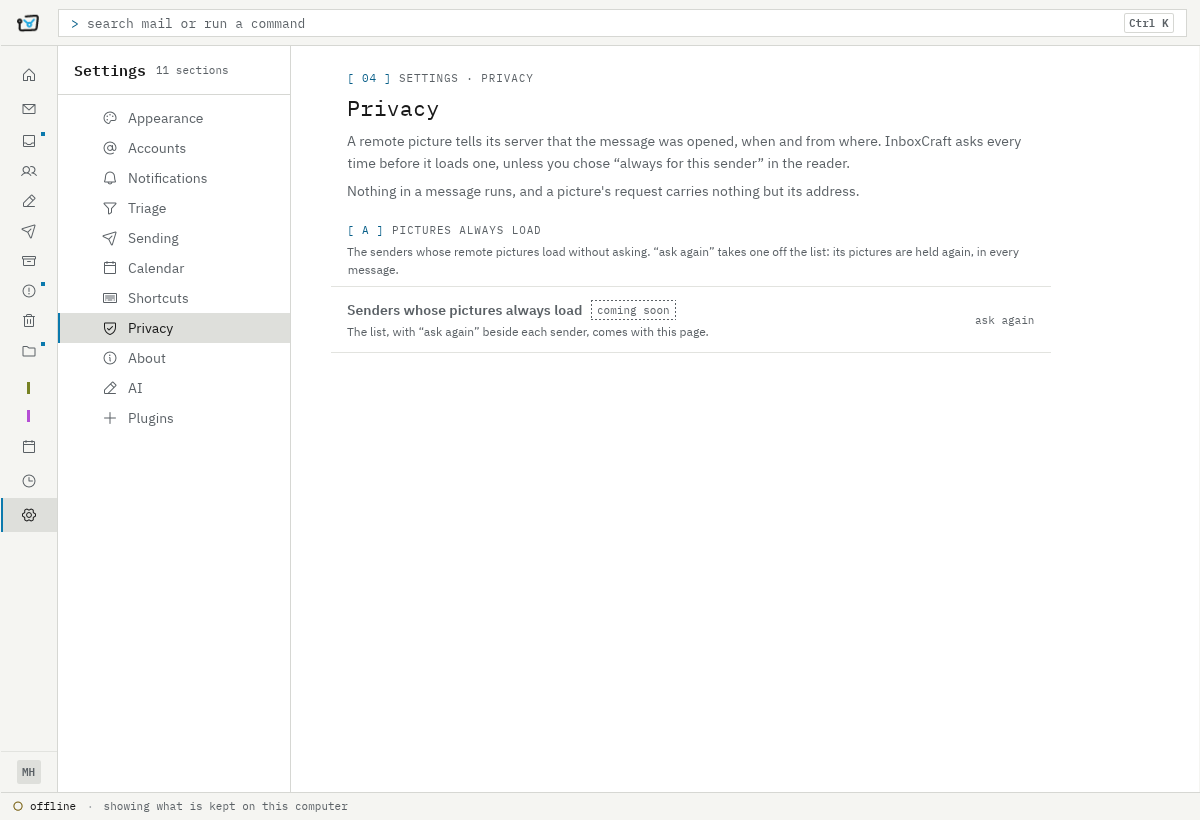 > search mail or run a command
Ctrl K
Settings 11 sections
Appearance
Accounts
Notifications
Triage
Sending
Calendar
Shortcuts
Privacy
About
AI
Plugins
[ 04 ] SETTINGS · PRIVACY
Privacy
A remote picture tells its server that the message was opened, when and from where. InboxCraft asks every
time before it loads one, unless you chose “always for this sender” in the reader.
Nothing in a message runs, and a picture's request carries nothing but its address.
[ A ] PICTURES ALWAYS LOAD
The senders whose remote pictures load without asking. “ask again” takes one off the list: its pictures are held again, in every
message.
Senders whose pictures always load coming soon
The list, with “ask again” beside each sender, comes with this page.
ask again
MH
offline · showing what is kept on this computer